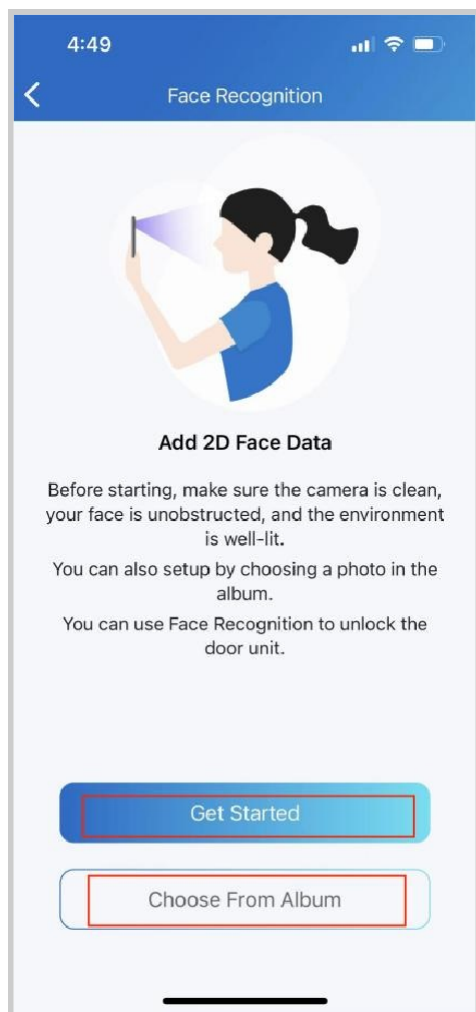 4:49
Face Recognition
Add 2D Face Data
Before starting, make sure the camera is clean,
your face is unobstructed, and the environment
is well-lit.
You can also setup by choosing a photo in the
album.
You can use Face Recognition to unlock the
door unit.
Get Started
Choose From Album